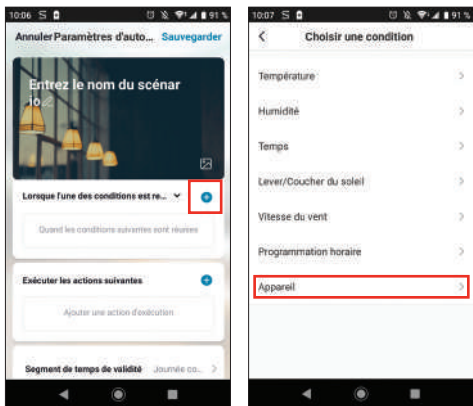 10:06 S 91 %
Annuler Paramètres d'auto... Sauvegarder
Entrez le nom du scénar
io
Lorsque l'une des conditions est re...
Quand les conditions suivantes sont réunies
Exécuter les actions suivantes
Ajouter une action d'exécution
Segment de temps de validité Journée co...
10:07 S 91 %
Choisir une condition
Température
Humidité
Temps
Lever/Coucher du soleil
Vitesse du vent
Programmation horaire
Appareil